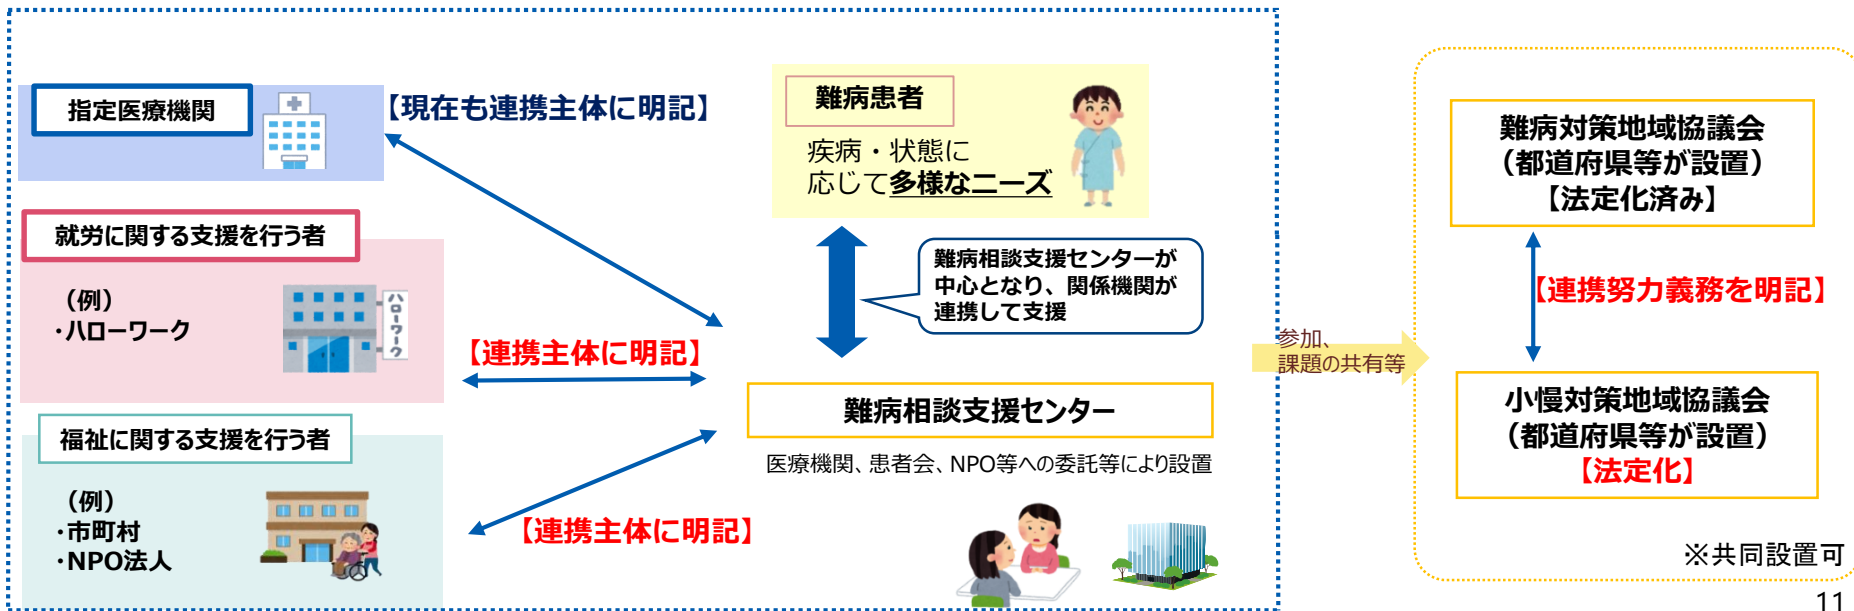 指定医療機関
【現在も連携主体に明記】
就労に関する支援を行う者
（例）
・ハローワーク
ハローワーク
【連携主体に明記】
福祉に関する支援を行う者
（例）
・市町村
・NPO法人
【連携主体に明記】
難病患者
疾病・状態に
応じて多様なニーズ
難病相談支援センターが
中心となり、関係機関が
連携して支援
難病相談支援センター
医療機関、患者会、NPO等への委託等により設置
参加、
課題の共有等
難病対策地域協議会
（都道府県等が設置）
【法定化済み】
【連携努力義務を明記】
小慢対策地域協議会
（都道府県等が設置）
【法定化】
※共同設置可
11